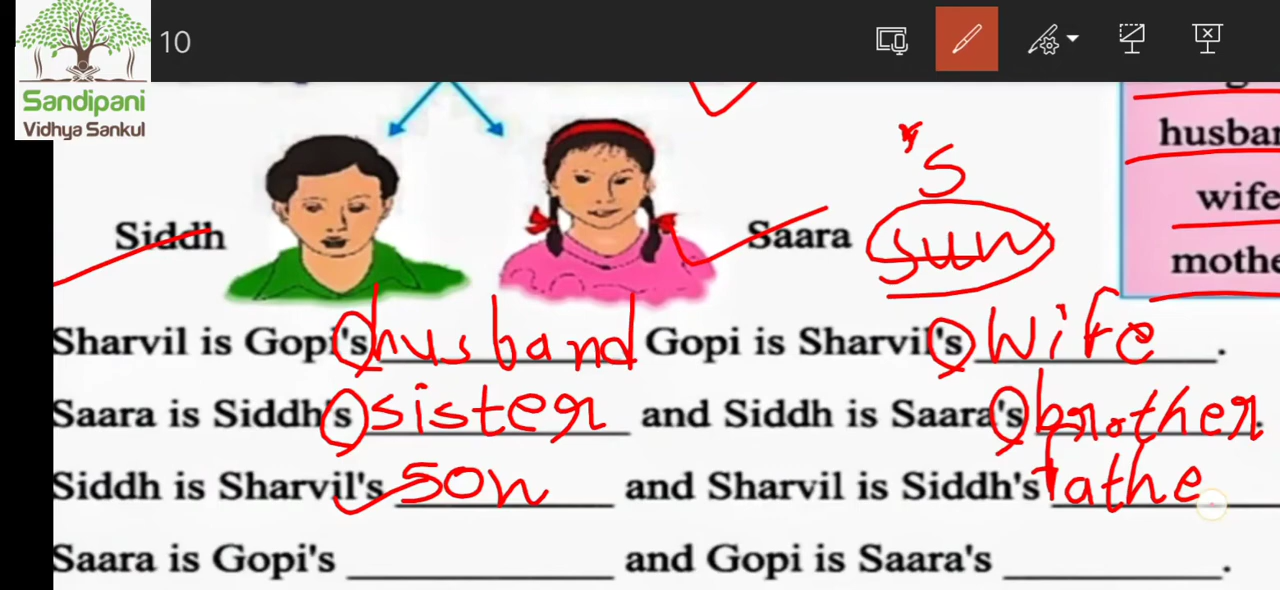 10
Sandipani
Vidhya Sankul
husban
wife
mothe
Siddh
Saara
's
sun
Sharvil is Gopi's husband Gopi is Sharvil's wife.
Saara is Siddh's sister and Siddh is Saara's brother.
Siddh is Sharvil's son and Sharvil is Siddh's fathe
Saara is Gopi's ____________ and Gopi is Saara's __________.